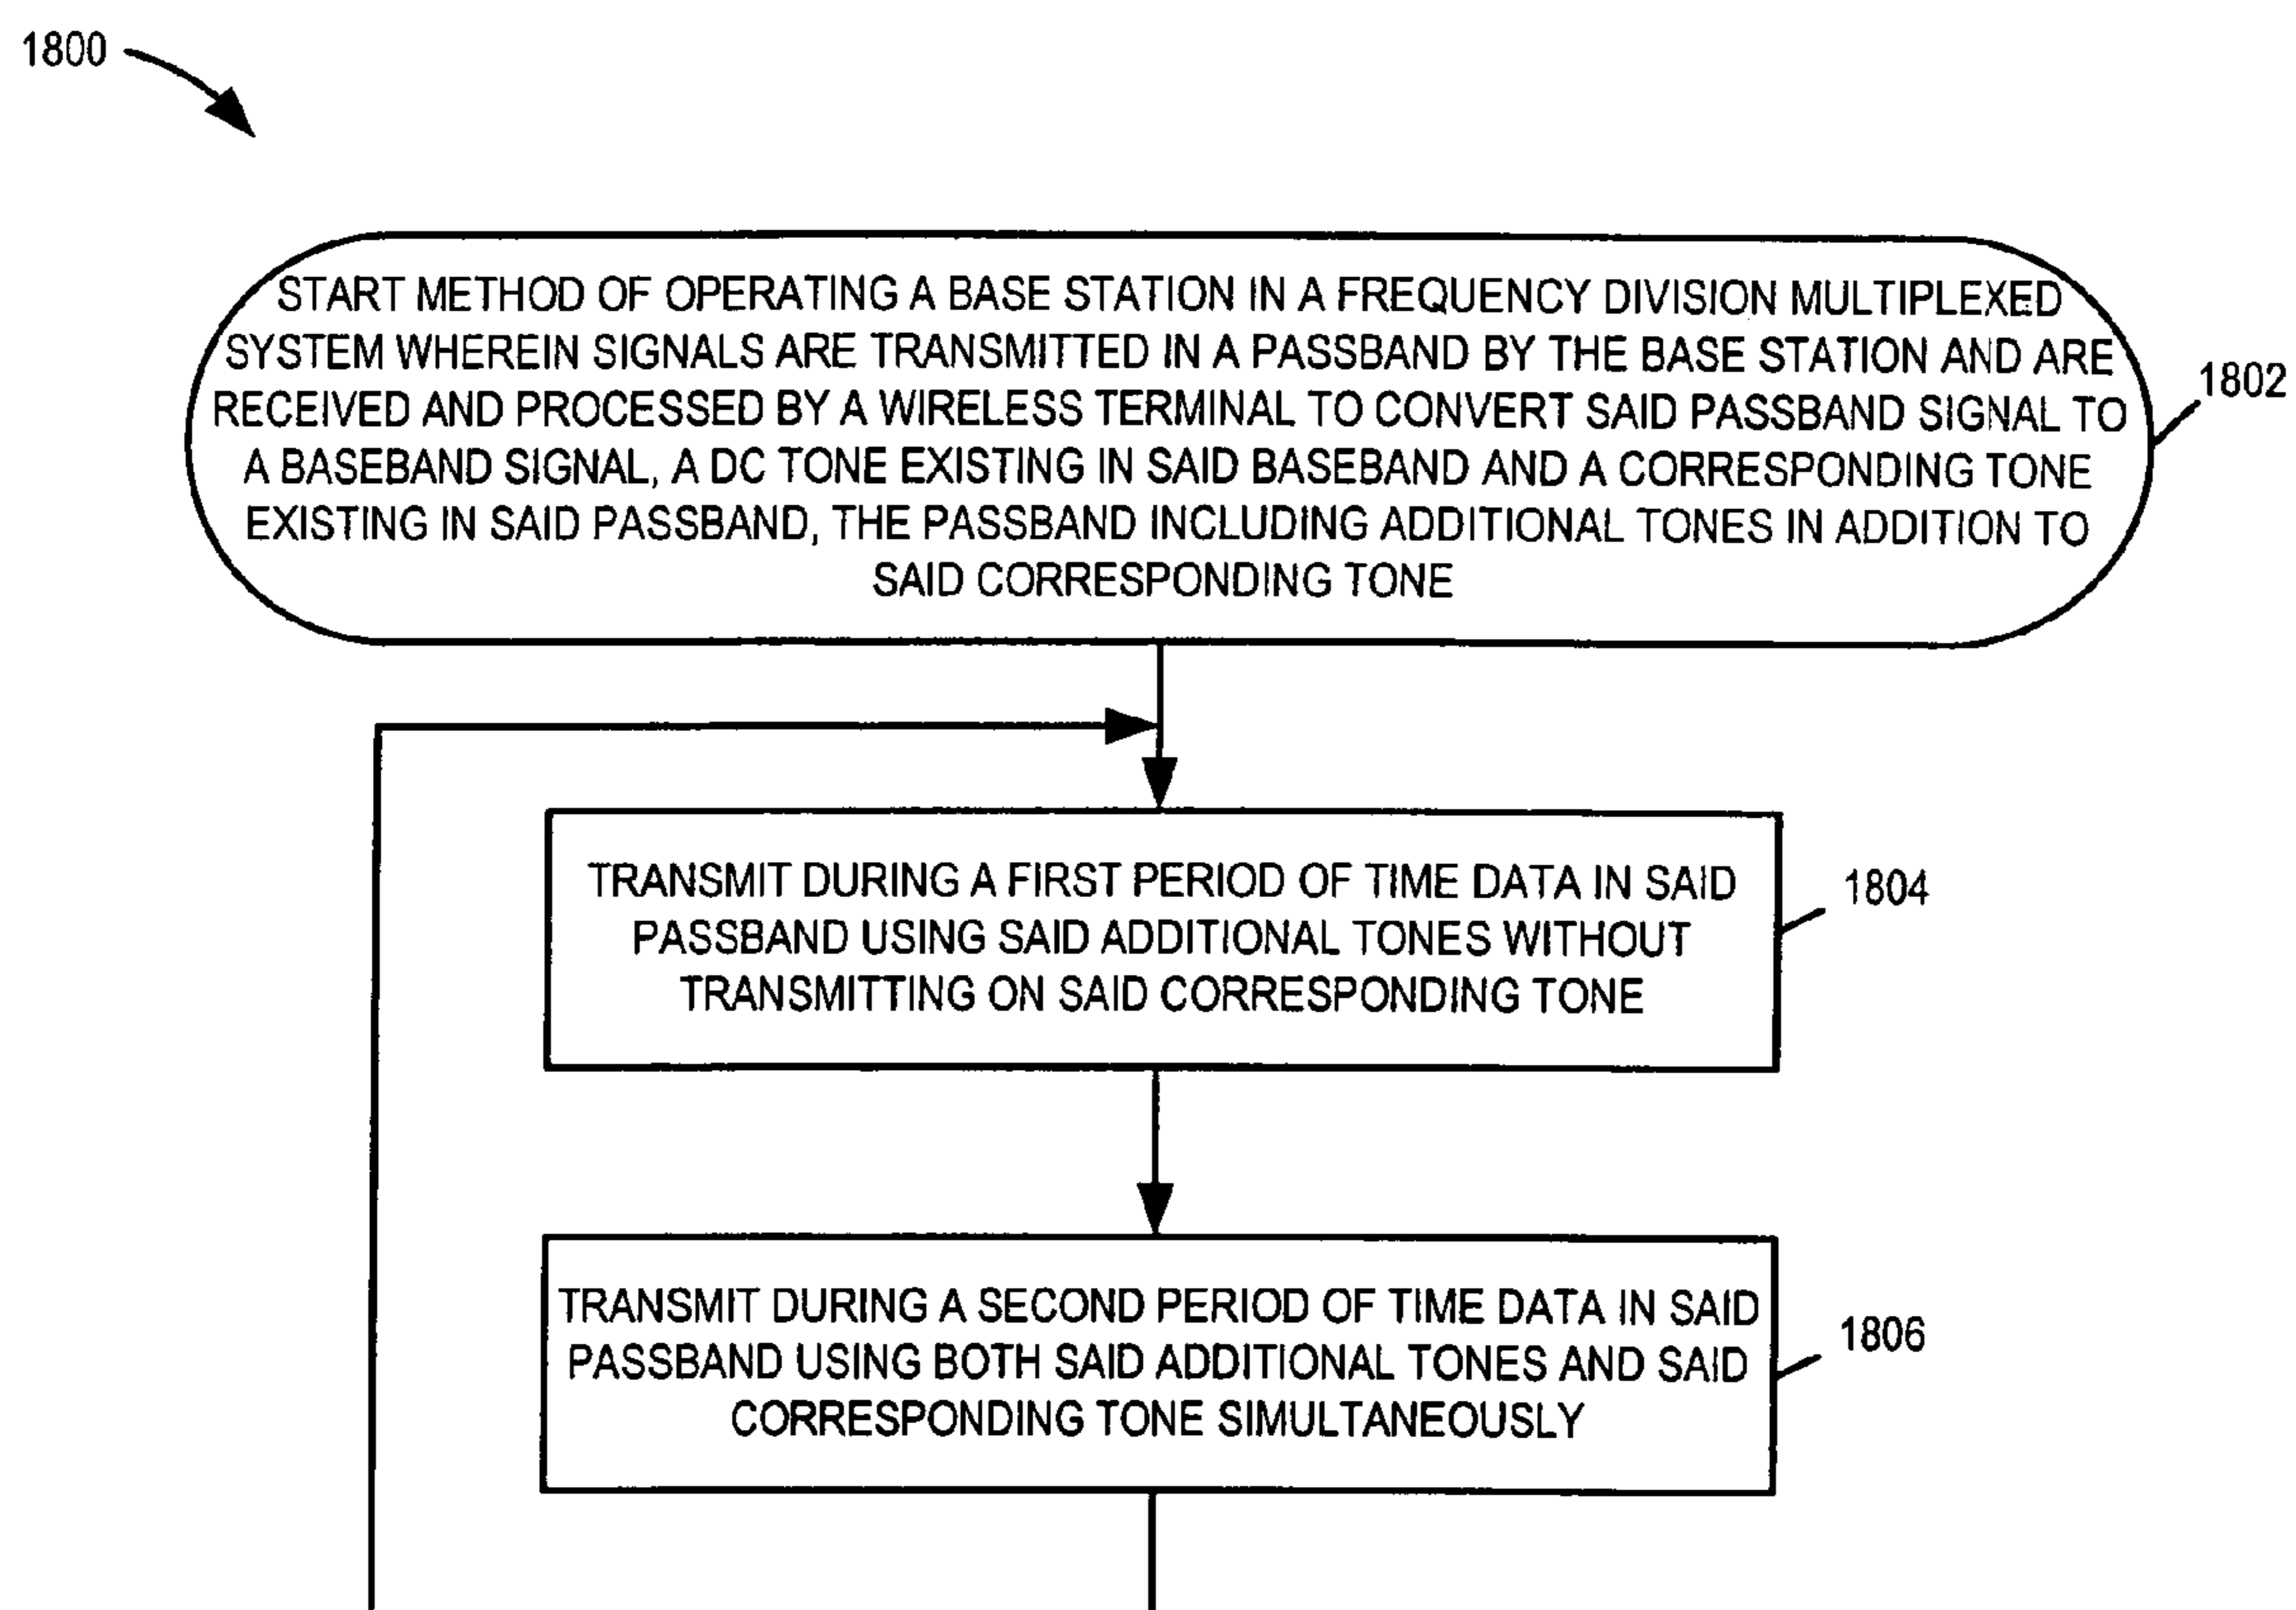 1800
START METHOD OF OPERATING A BASE STATION IN A FREQUENCY DIVISION MULTIPLEXED
SYSTEM WHEREIN SIGNALS ARE TRANSMITTED IN A PASSBAND BY THE BASE STATION AND ARE
RECEIVED AND PROCESSED BY A WIRELESS TERMINAL TO CONVERT SAID PASSBAND SIGNAL TO
A BASEBAND SIGNAL, A DC TONE EXISTING IN SAID BASEBAND AND A CORRESPONDING TONE
EXISTING IN SAID PASSBAND, THE PASSBAND INCLUDING ADDITIONAL TONES IN ADDITION TO
SAID CORRESPONDING TONE
1802
TRANSMIT DURING A FIRST PERIOD OF TIME DATA IN SAID
PASSBAND USING SAID ADDITIONAL TONES WITHOUT
TRANSMITTING ON SAID CORRESPONDING TONE
1804
TRANSMIT DURING A SECOND PERIOD OF TIME DATA IN SAID
PASSBAND USING BOTH SAID ADDITIONAL TONES AND SAID
CORRESPONDING TONE SIMULTANEOUSLY
1806